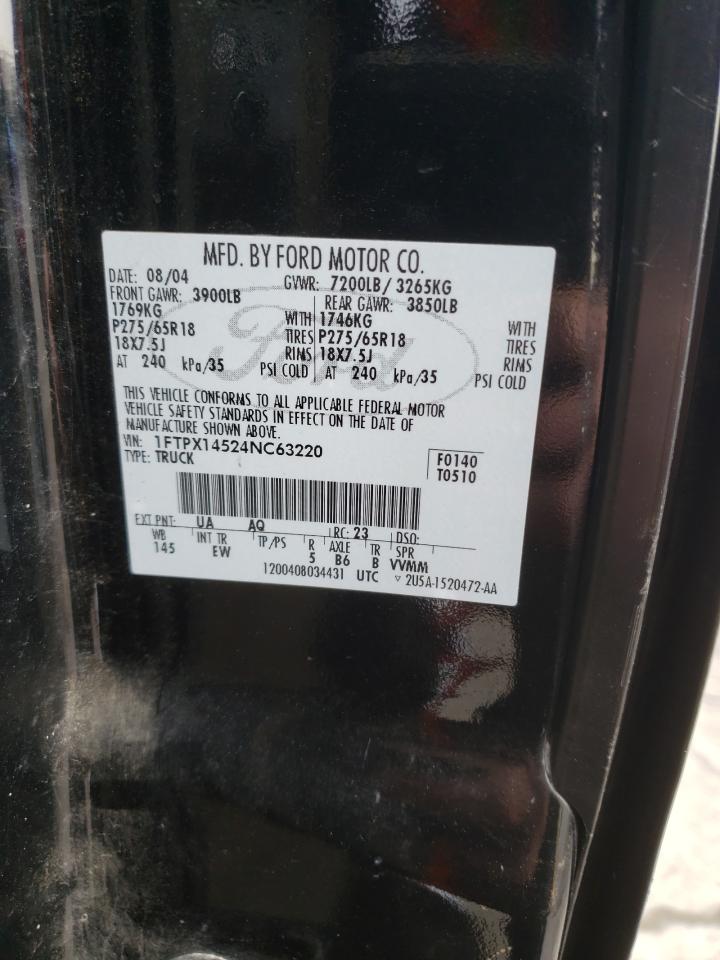 MFD. BY FORD MOTOR CO.
DATE: 08/04 GVWR: 7200LB/ 3265KG
FRONT GAWR: 3900LB REAR GAWR: 3850LB
1769KG WITH 1746KG WITH
P275/65R18 TIRES P275/65R18 TIRES
18X7.5J RIMS 18X7.5J RIMS
AT 240 kPa/35 PSI COLD AT 240 kPa/35 PSI COLD
Ford
THIS VEHICLE CONFORMS TO ALL APPLICABLE FEDERAL MOTOR
VEHICLE SAFETY STANDARDS IN EFFECT ON THE DATE OF
MANUFACTURE SHOWN ABOVE.
VIN: 1FTPX14524NC63220
TYPE: TRUCK
F0140
T0510
EXT PNT: UA AQ RC: 23 DSO:
WB INT TR TP/PS R AXLE TR SPR
145 EW 5 B6 B VVMM
1200408034431 UTC ▽ 2U5A-1520472-AA